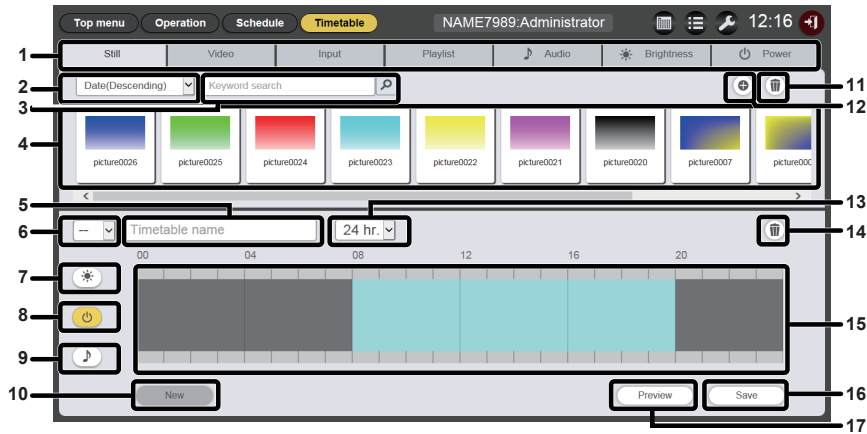 Top menu Operation Schedule Timetable NAME7989:Administrator 12:16
1 Still Video Input Playlist Audio Brightness Power
2 Date(Descending) Keyword search 11
3 12
4 picture0026 picture0025 picture0024 picture0023 picture0022 picture0021 picture0020 picture0007 picture000
5 13
6 -- Timetable name 24 hr. 14
00 04 08 12 16 20
7
8 15
9
10 New Preview Save 16
17